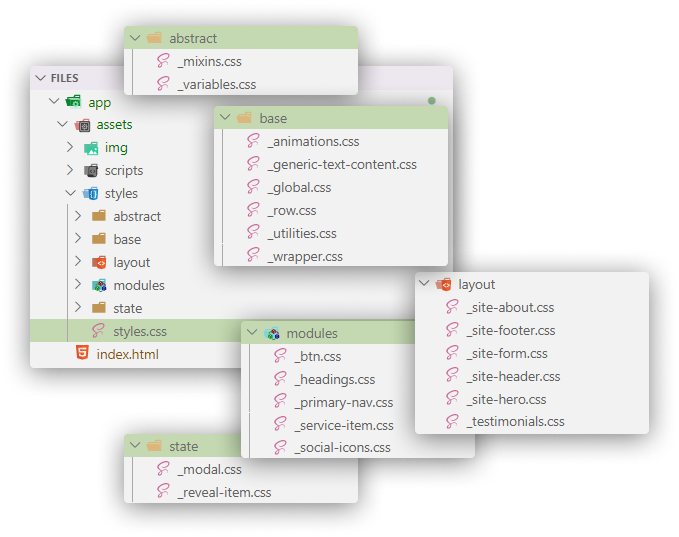 abstract
_mixins.css
_variables.css
FILES
app
assets
img
scripts
styles
abstract
base
layout
modules
state
styles.css
index.html
base
_animations.css
_generic-text-content.css
_global.css
_row.css
_utilities.css
_wrapper.css
layout
_site-about.css
_site-footer.css
_site-form.css
_site-header.css
_site-hero.css
_testimonials.css
modules
_btn.css
_headings.css
_primary-nav.css
_service-item.css
_social-icons.css
state
_modal.css
_reveal-item.css